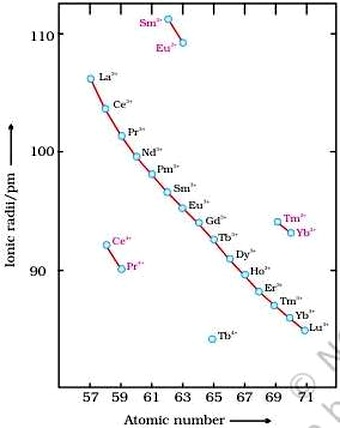 110
Sm²⁺
Eu²⁺
La³⁺
Ce³⁺
Pr³⁺
Nd³⁺
100
Pm³⁺
Sm³⁺
Eu³⁺
Gd³⁺
Tm²⁺
Yb²⁺
Tb³⁺
Ce⁴⁺
Pr⁴⁺
Dy³⁺
90
Ho³⁺
Er³⁺
Tm³⁺
Yb³⁺
Lu³⁺
Tb⁴⁺
Ionic radii/pm
57 59 61 63 65 67 69 71
Atomic number